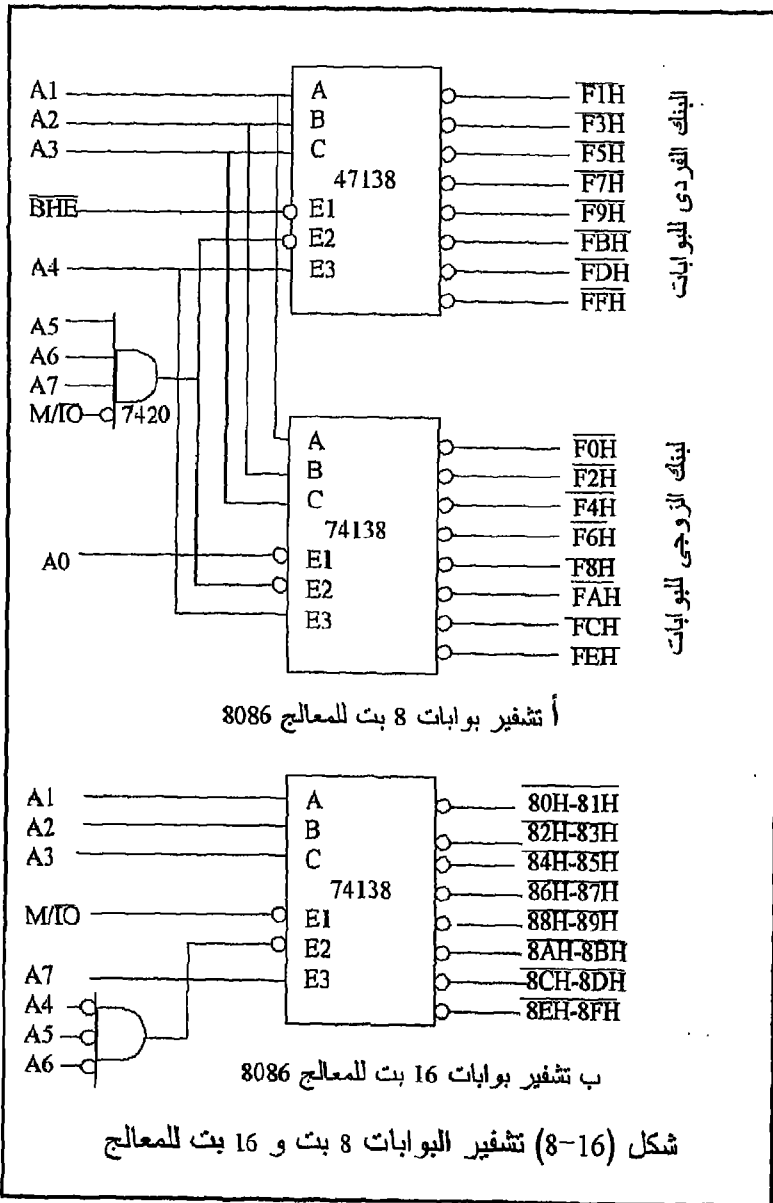 A1
A2
A3
BHE
A4
A5
A6
A7
M/IO
7420
A
B
C
47138
E1
E2
E3
F1H
F3H
F5H
F7H
F9H
FBH
FDH
FFH
البنك الفردى للبوابات
A0
A
B
C
74138
E1
E2
E3
F0H
F2H
F4H
F6H
F8H
FAH
FCH
FEH
لبنك الزوجى للبوابات
أ تشفير بوابات 8 بت للمعالج 8086
A1
A2
A3
M/IO
A7
A4
A5
A6
A
B
C
74138
E1
E2
E3
80H-81H
82H-83H
84H-85H
86H-87H
88H-89H
8AH-8BH
8CH-8DH
8EH-8FH
ب تشفير بوابات 16 بت للمعالج 8086
شكل (16-8) تشفير البوابات 8 بت و 16 بت للمعالج